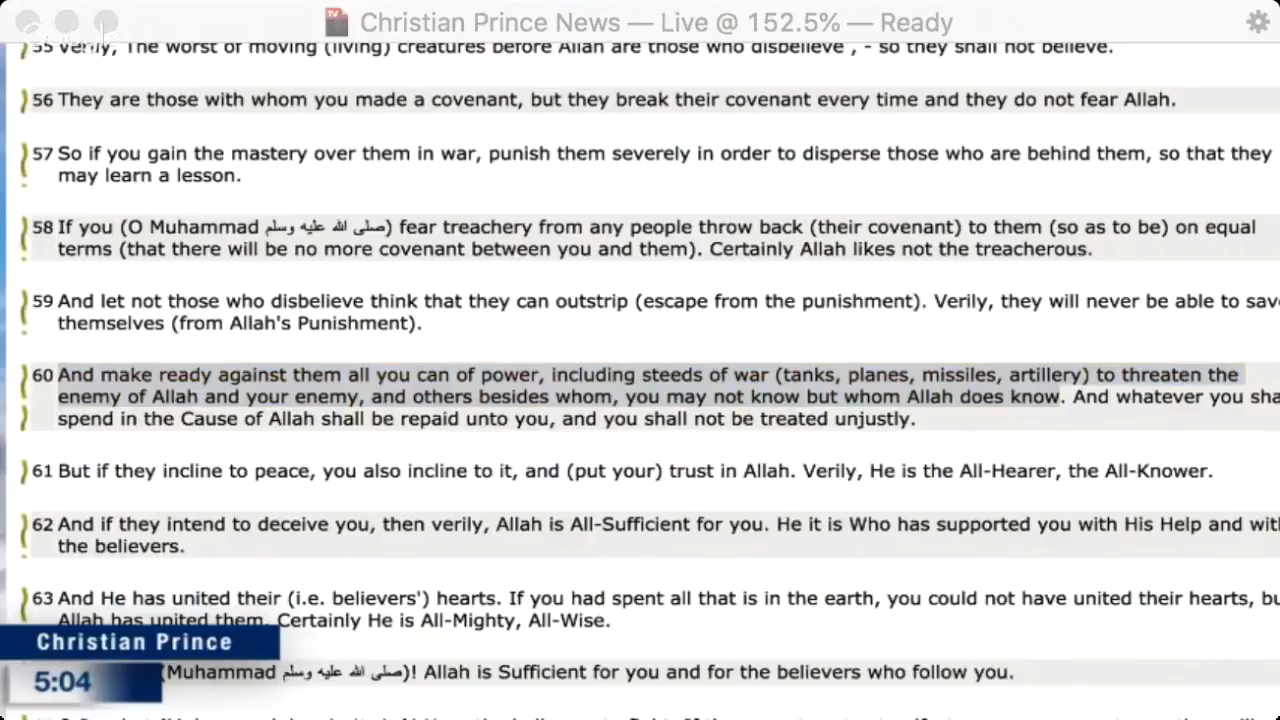 Christian Prince News — Live @ 152.5% — Ready
Google
55 Verily, The worst of moving (living) creatures before Allah are those who disbelieve , - so they shall not believe.
56 They are those with whom you made a covenant, but they break their covenant every time and they do not fear Allah.
57 So if you gain the mastery over them in war, punish them severely in order to disperse those who are behind them, so that they
may learn a lesson.
58 If you (O Muhammad صلى الله عليه وسلم) fear treachery from any people throw back (their covenant) to them (so as to be) on equal
terms (that there will be no more covenant between you and them). Certainly Allah likes not the treacherous.
59 And let not those who disbelieve think that they can outstrip (escape from the punishment). Verily, they will never be able to save
themselves (from Allah's Punishment).
60 And make ready against them all you can of power, including steeds of war (tanks, planes, missiles, artillery) to threaten the
enemy of Allah and your enemy, and others besides whom, you may not know but whom Allah does know. And whatever you sha
spend in the Cause of Allah shall be repaid unto you, and you shall not be treated unjustly.
61 But if they incline to peace, you also incline to it, and (put your) trust in Allah. Verily, He is the All-Hearer, the All-Knower.
62 And if they intend to deceive you, then verily, Allah is All-Sufficient for you. He it is Who has supported you with His Help and with
the believers.
63 And He has united their (i.e. believers') hearts. If you had spent all that is in the earth, you could not have united their hearts, bu
Allah has united them. Certainly He is All-Mighty, All-Wise.
Christian Prince
(Muhammad صلى الله عليه وسلم)! Allah is Sufficient for you and for the believers who follow you.
5:04